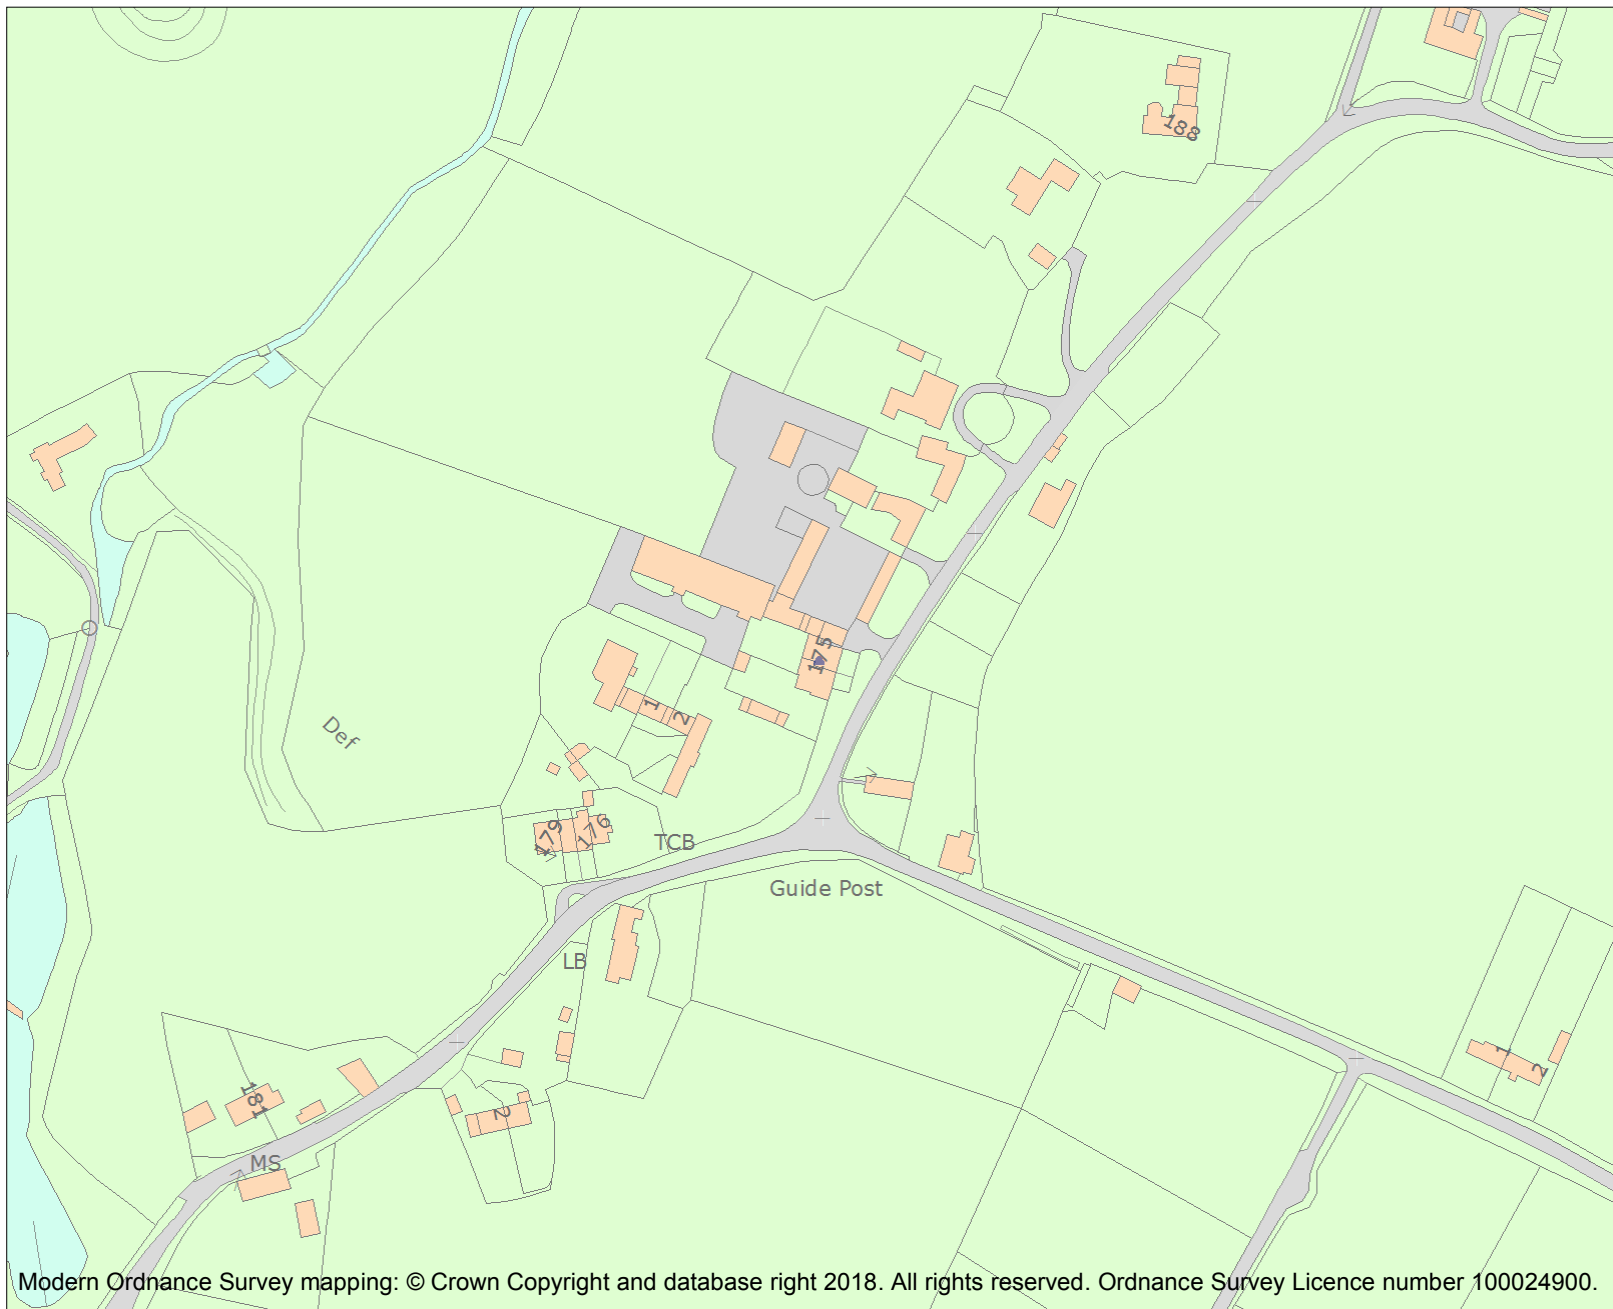 188
175
1
2
Def
179
176
TCB
Guide Post
LB
1
2
181
2
MS
Modern Ordnance Survey mapping: © Crown Copyright and database right 2018. All rights reserved. Ordnance Survey Licence number 100024900.